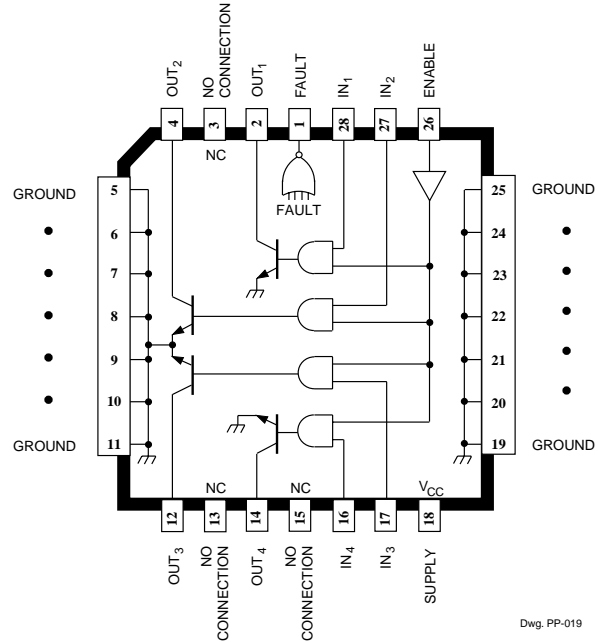 OUT2
NO CONNECTION
OUT1
FAULT
IN1
IN2
ENABLE
4
3
2
1
28
27
26
NC
FAULT
GROUND
5
6
7
8
9
10
11
GROUND
25
24
23
22
21
20
19
GROUND
GROUND
NC
NC
VCC
12
13
14
15
16
17
18
OUT3
NO CONNECTION
OUT4
NO CONNECTION
IN4
IN3
SUPPLY
Dwg. PP-019